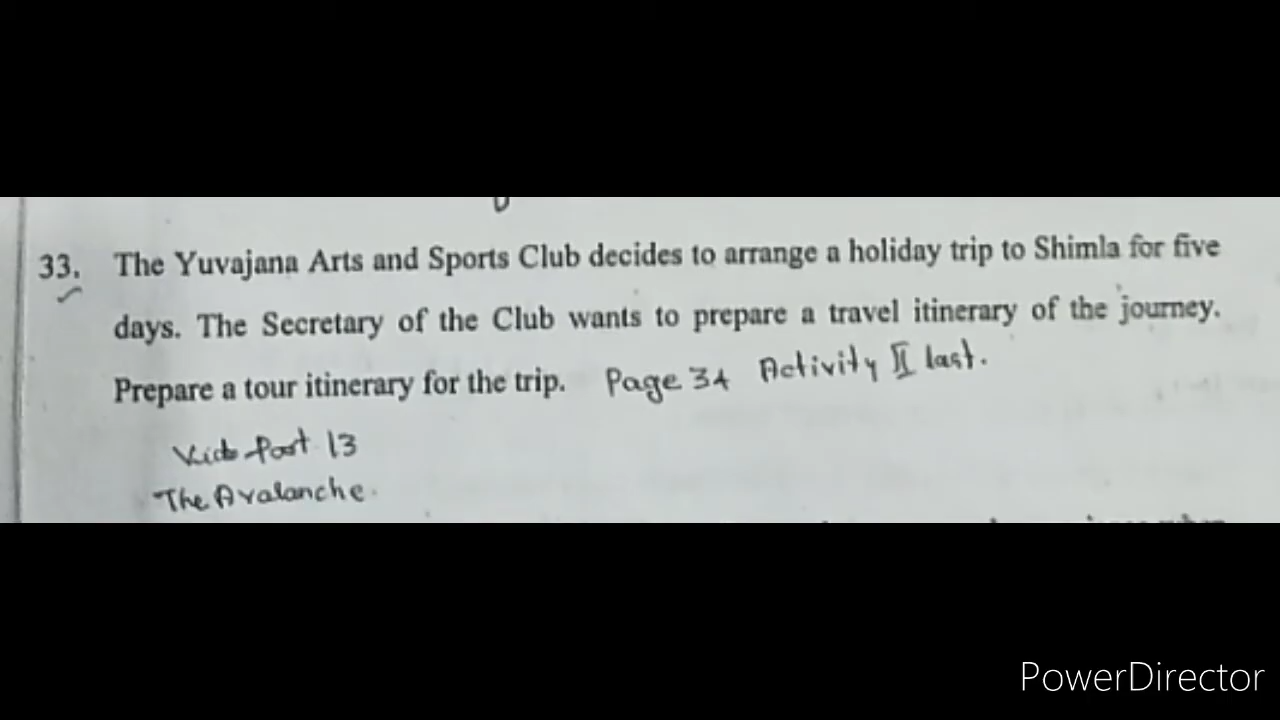 33. The Yuvajana Arts and Sports Club decides to arrange a holiday trip to Shimla for five
days. The Secretary of the Club wants to prepare a travel itinerary of the journey.
Prepare a tour itinerary for the trip. Page 34 Activity II last.
13
The Avalanche.
PowerDirector